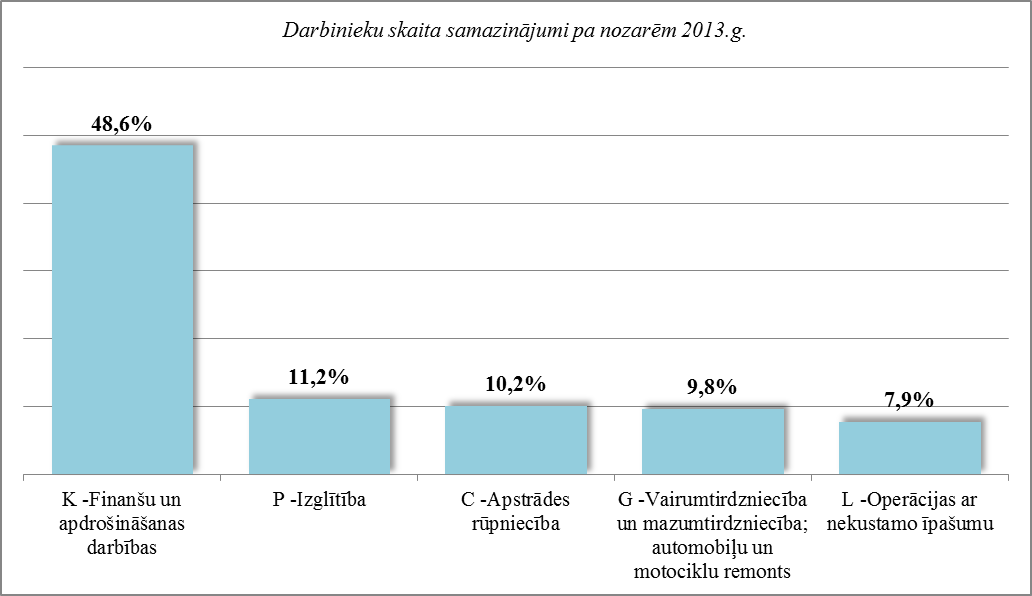 Darbinieku skaita samazinājumi pa nozarēm 2013.g.
48,6%
11,2%
10,2%
9,8%
7,9%
K -Finanšu un
apdrošināšanas
darbības
P -Izglītība
C -Apstrādes
rūpniecība
G -Vairumtirdzniecība
un mazumtirdzniecība;
automobiļu un
motociklu remonts
L -Operācijas ar
nekustamo īpašumu